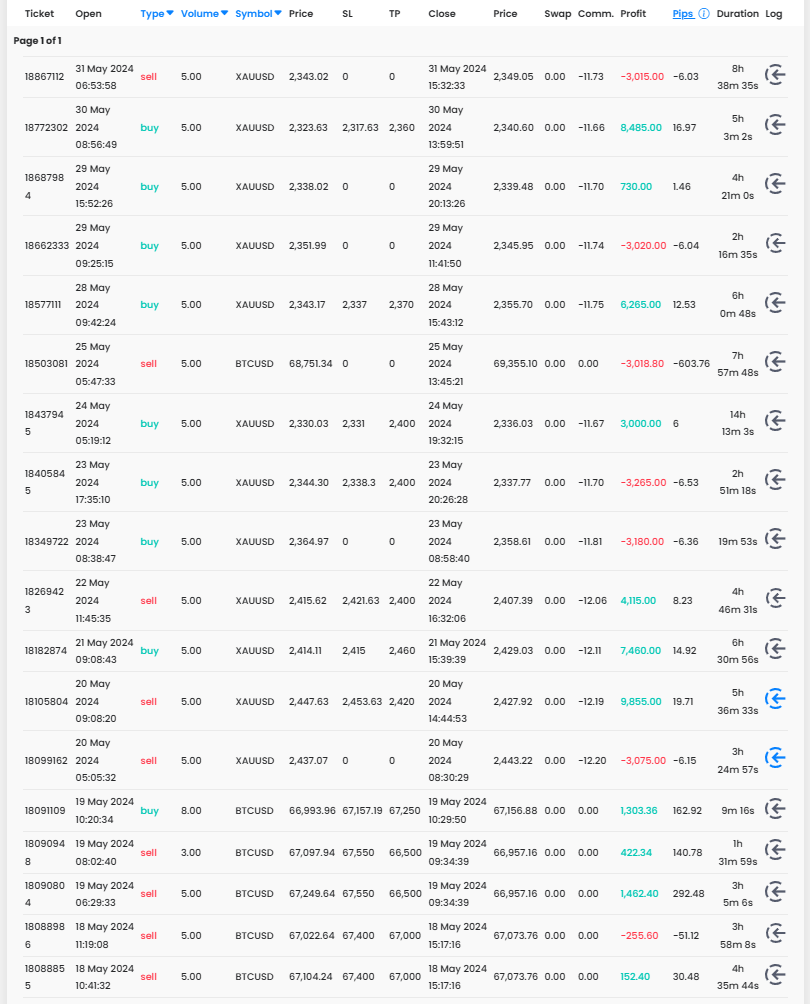 Ticket Open Type Volume Symbol Price SL TP Close Price Swap Comm. Profit Pips Duration Log
Page 1 of 1
18867112 31 May 2024 06:53:58 sell 5.00 XAUUSD 2,343.02 0 0 31 May 2024 15:32:33 2,349.05 0.00 -11.73 -3,015.00 -6.03 8h 38m 35s
18772302 30 May 2024 08:56:49 buy 5.00 XAUUSD 2,323.63 2,317.63 2,360 30 May 2024 13:59:51 2,340.60 0.00 -11.66 8,485.00 16.97 5h 3m 2s
18687984 29 May 2024 15:52:26 buy 5.00 XAUUSD 2,338.02 0 0 29 May 2024 20:13:26 2,339.48 0.00 -11.70 730.00 1.46 4h 21m 0s
18662333 29 May 2024 09:25:15 buy 5.00 XAUUSD 2,351.99 0 0 29 May 2024 11:41:50 2,345.95 0.00 -11.74 -3,020.00 -6.04 2h 16m 35s
18577111 28 May 2024 09:42:24 buy 5.00 XAUUSD 2,343.17 2,337 2,370 28 May 2024 15:43:12 2,355.70 0.00 -11.75 6,265.00 12.53 6h 0m 48s
18503081 25 May 2024 05:47:33 sell 5.00 BTCUSD 68,751.34 0 0 25 May 2024 13:45:21 69,355.10 0.00 0.00 -3,018.80 -603.76 7h 57m 48s
18437945 24 May 2024 05:19:12 buy 5.00 XAUUSD 2,330.03 2,331 2,400 24 May 2024 19:32:15 2,336.03 0.00 -11.67 3,000.00 6 14h 13m 3s
18405845 23 May 2024 17:35:10 buy 5.00 XAUUSD 2,344.30 2,338.3 2,400 23 May 2024 20:26:28 2,337.77 0.00 -11.70 -3,265.00 -6.53 2h 51m 18s
18349722 23 May 2024 08:38:47 buy 5.00 XAUUSD 2,364.97 0 0 23 May 2024 08:58:40 2,358.61 0.00 -11.81 -3,180.00 -6.36 19m 53s
18269423 22 May 2024 11:45:35 sell 5.00 XAUUSD 2,415.62 2,421.63 2,400 22 May 2024 16:32:06 2,407.39 0.00 -12.06 4,115.00 8.23 4h 46m 31s
18182874 21 May 2024 09:08:43 buy 5.00 XAUUSD 2,414.11 2,415 2,460 21 May 2024 15:39:39 2,429.03 0.00 -12.11 7,460.00 14.92 6h 30m 56s
18105804 20 May 2024 09:08:20 sell 5.00 XAUUSD 2,447.63 2,453.63 2,420 20 May 2024 14:44:53 2,427.92 0.00 -12.19 9,855.00 19.71 5h 36m 33s
18099162 20 May 2024 05:05:32 sell 5.00 XAUUSD 2,437.07 0 0 20 May 2024 08:30:29 2,443.22 0.00 -12.20 -3,075.00 -6.15 3h 24m 57s
18091109 19 May 2024 10:20:34 buy 8.00 BTCUSD 66,993.96 67,157.19 67,250 19 May 2024 10:29:50 67,156.88 0.00 0.00 1,303.36 162.92 9m 16s
18090948 19 May 2024 08:02:40 sell 3.00 BTCUSD 67,097.94 67,550 66,500 19 May 2024 09:34:39 66,957.16 0.00 0.00 422.34 140.78 1h 31m 59s
18090804 19 May 2024 06:29:33 sell 5.00 BTCUSD 67,249.64 67,550 66,500 19 May 2024 09:34:39 66,957.16 0.00 0.00 1,462.40 292.48 3h 5m 6s
18088986 18 May 2024 11:19:08 sell 5.00 BTCUSD 67,022.64 67,400 67,000 18 May 2024 15:17:16 67,073.76 0.00 0.00 -255.60 -51.12 3h 58m 8s
18088855 18 May 2024 10:41:32 sell 5.00 BTCUSD 67,104.24 67,400 67,000 18 May 2024 15:17:16 67,073.76 0.00 0.00 152.40 30.48 4h 35m 44s